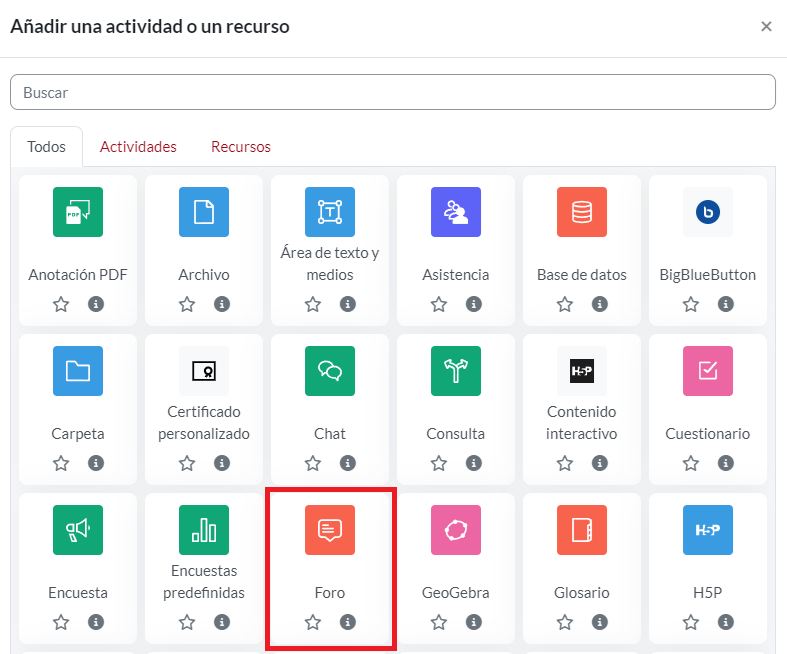 Añadir una actividad o un recurso
Buscar
Todos
Actividades
Recursos
PDF
T
b
Anotación PDF
Archivo
Área de texto y
medios
Asistencia
Base de datos
BigBlueButton
H5P
Carpeta
Certificado
personalizado
Chat
Consulta
Contenido
interactivo
Cuestionario
H5P
Encuesta
Encuestas
predefinidas
Foro
GeoGebra
Glosario
H5P